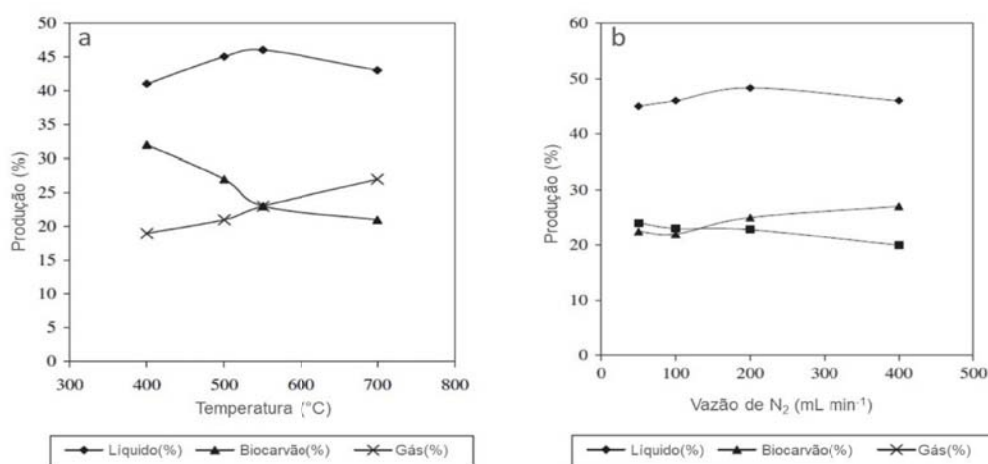 a
50
45
40
35
30
25
20
15
10
5
0
Produção (%)
300 400 500 600 700 800
Temperatura (°C)
Líquido(%) Biocarvão(%) Gás(%)
b
60
50
40
30
20
10
0
Produção (%)
0 100 200 300 400 500
Vazão de N₂ (mL min⁻¹)
Líquido(%) Biocarvão(%) Gás(%)